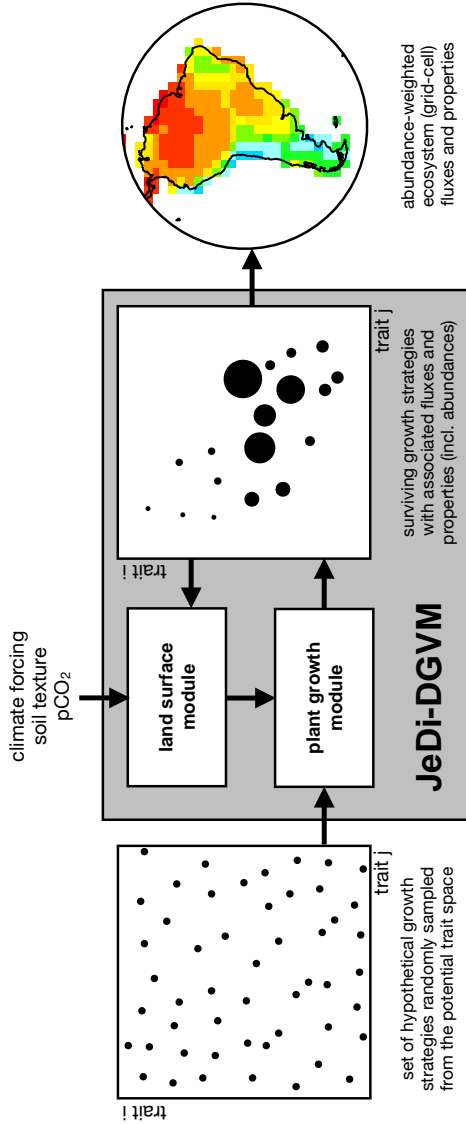 climate forcing
soil texture
pCO₂
trait i
trait j
set of hypothetical growth
strategies randomly sampled
from the potential trait space
land surface
module
plant growth
module
JeDi-DGVM
trait i
trait j
surviving growth strategies
with associated fluxes and
properties (incl. abundances)
abundance-weighted
ecosystem (grid-cell)
fluxes and properties